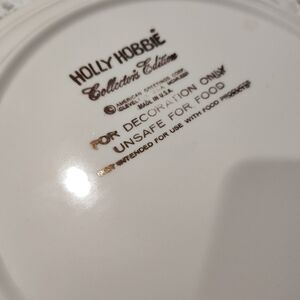 HOLLY HOBBIE
Collector's Edition
© AMERICAN GREETINGS CORP.
MADE IN U.S.A.
FOR DECORATION ONLY
UNSAFE FOR FOOD
NOT INTENDED FOR USE WITH FOOD PRODUCTS